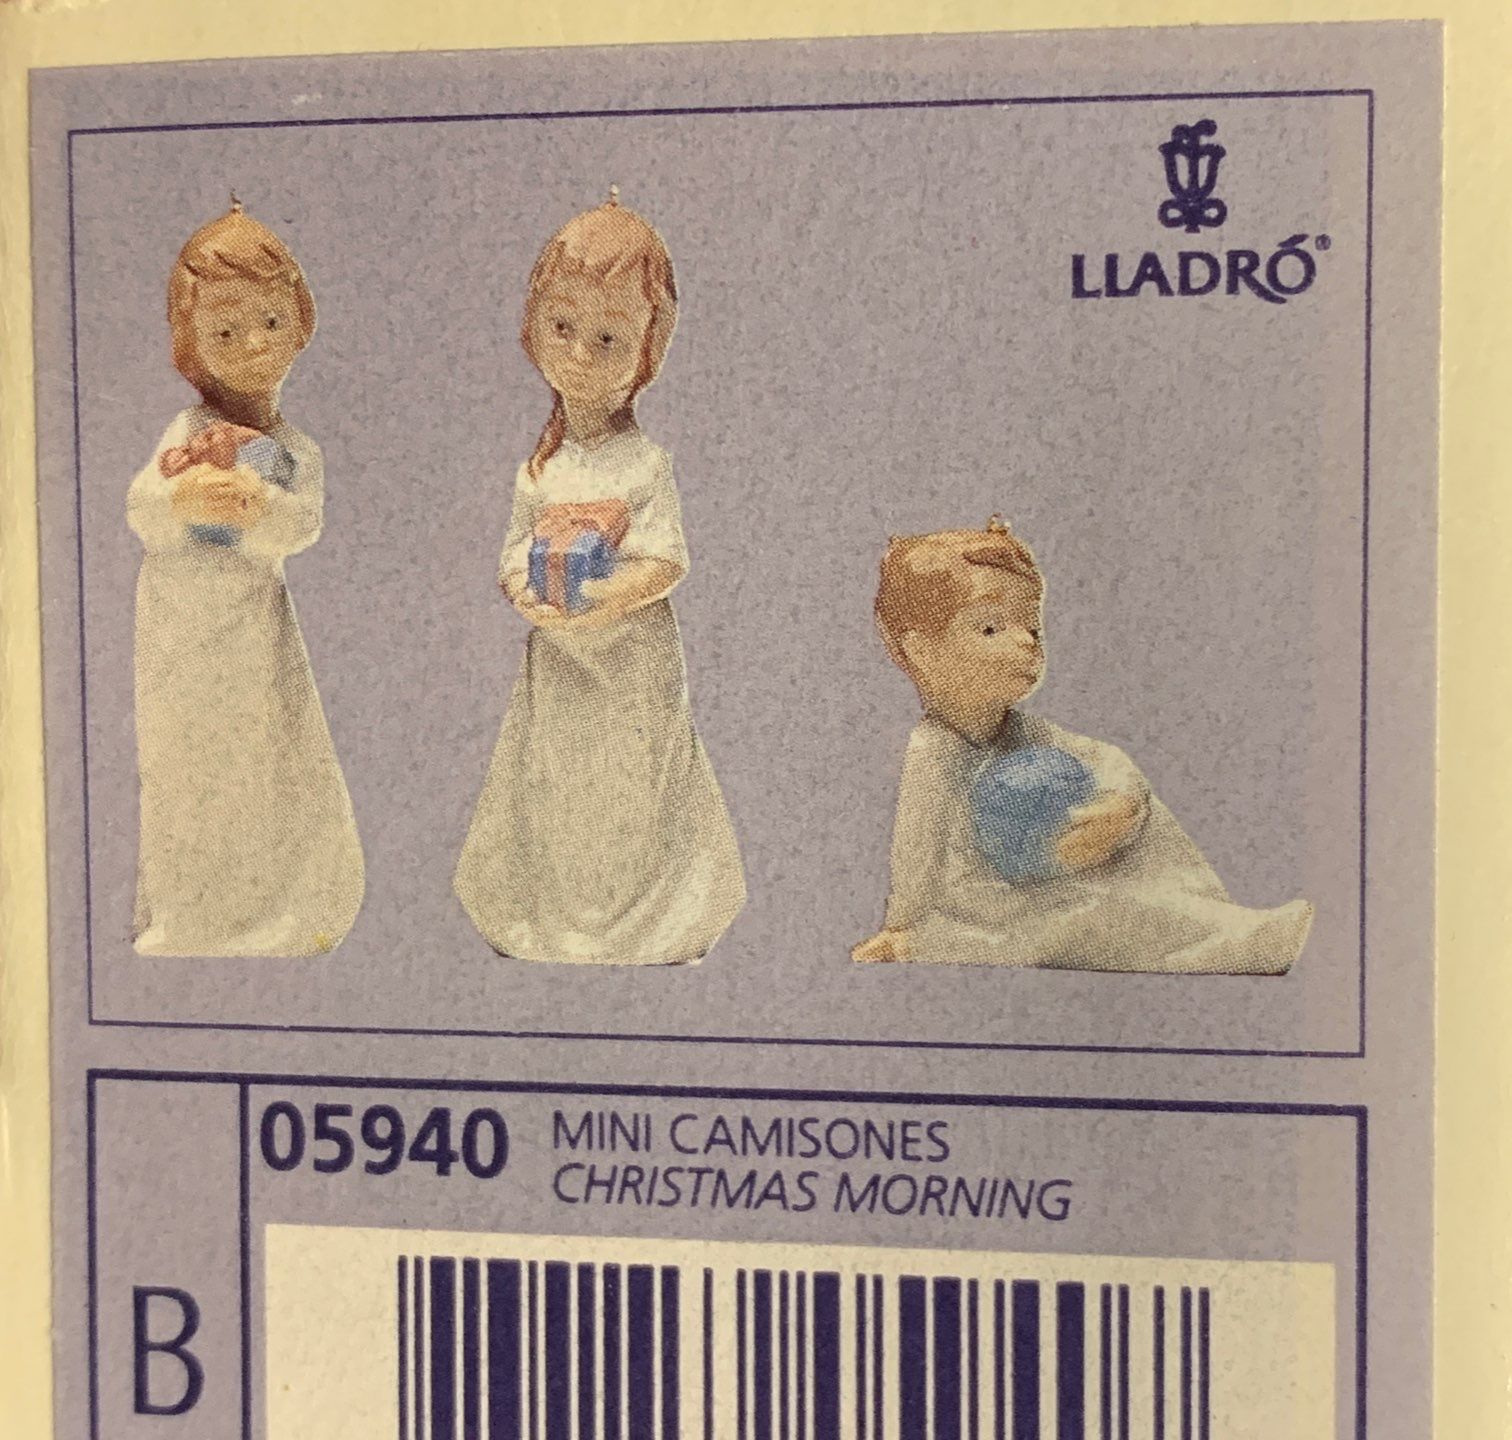 LLADRÓ®
05940 MINI CAMISONES
CHRISTMAS MORNING
B